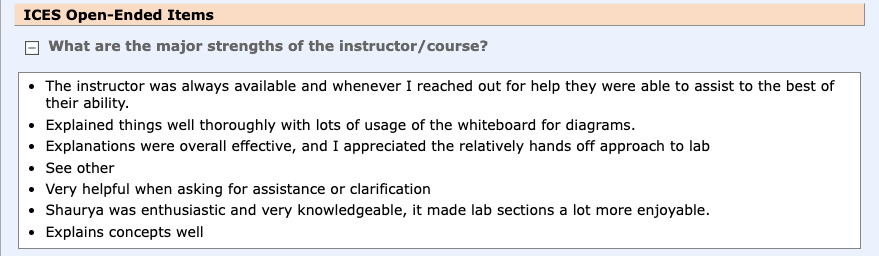 ICES Open-Ended Items
What are the major strengths of the instructor/course?
• The instructor was always available and whenever I reached out for help they were able to assist to the best of
their ability.
• Explained things well thoroughly with lots of usage of the whiteboard for diagrams.
• Explanations were overall effective, and I appreciated the relatively hands off approach to lab
• See other
• Very helpful when asking for assistance or clarification
• Shaurya was enthusiastic and very knowledgeable, it made lab sections a lot more enjoyable.
• Explains concepts well